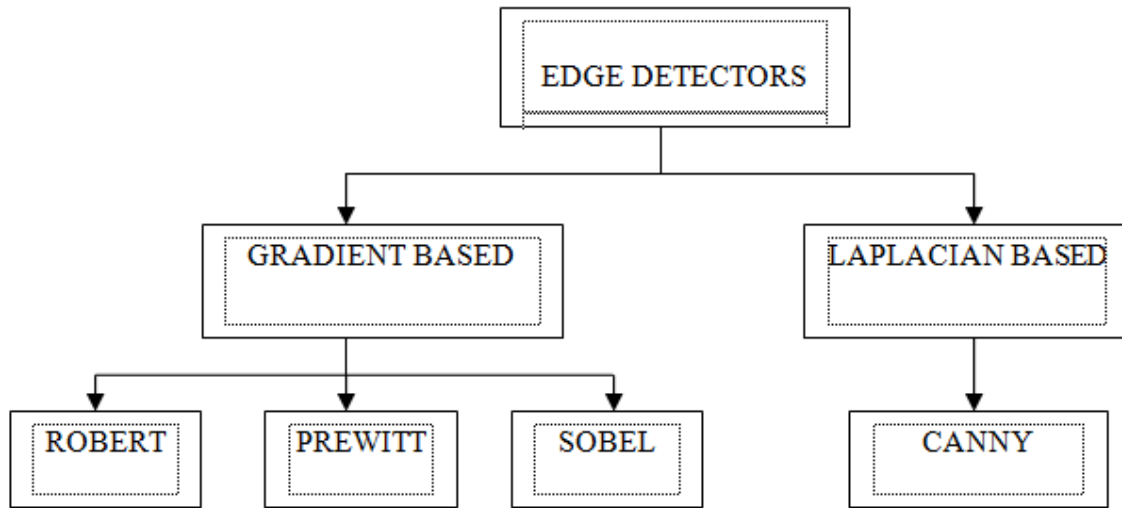 EDGE DETECTORS
GRADIENT BASED
LAPLACIAN BASED
ROBERT
PREWITT
SOBEL
CANNY